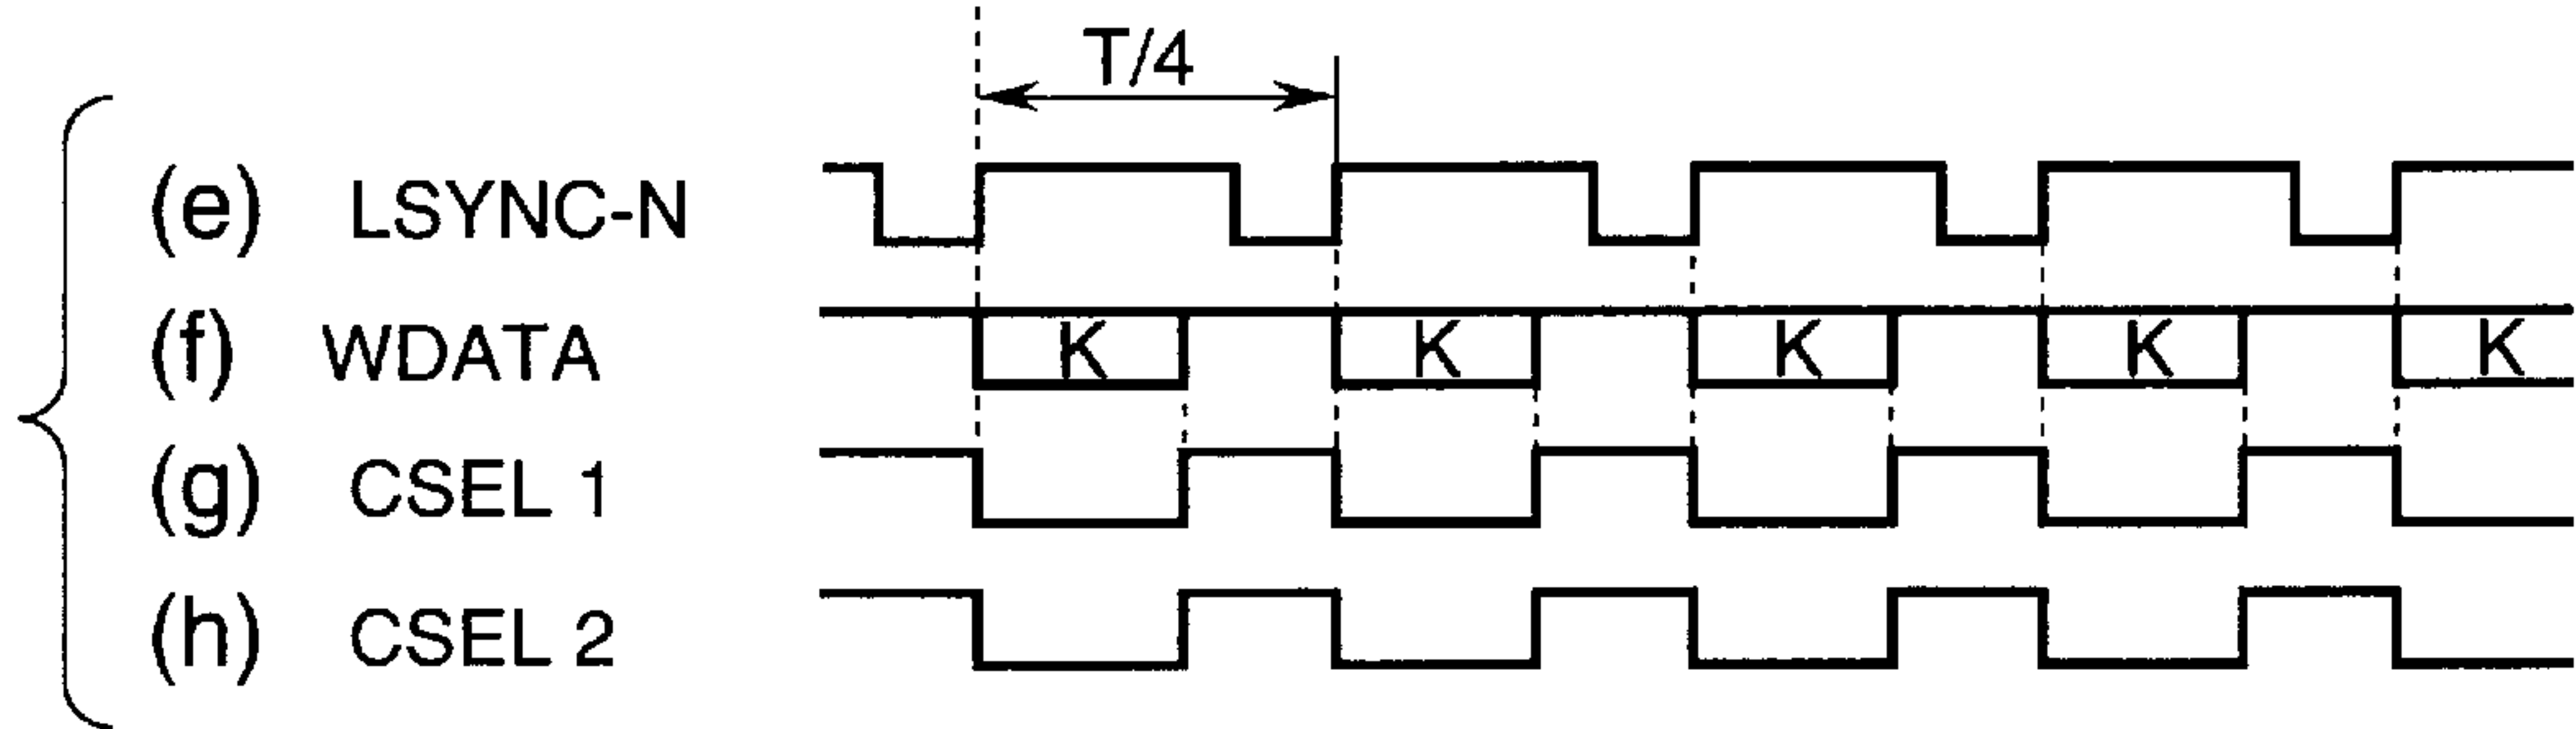 T/4
(e) LSYNC-N
(f) WDATA K K K K K
(g) CSEL 1
(h) CSEL 2